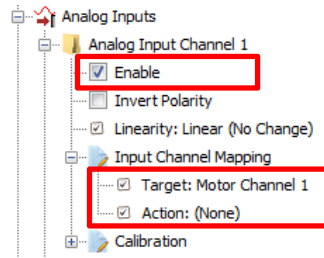 Analog Inputs
Analog Input Channel 1
Enable
Invert Polarity
Linearity: Linear (No Change)
Input Channel Mapping
Target: Motor Channel 1
Action: (None)
Calibration